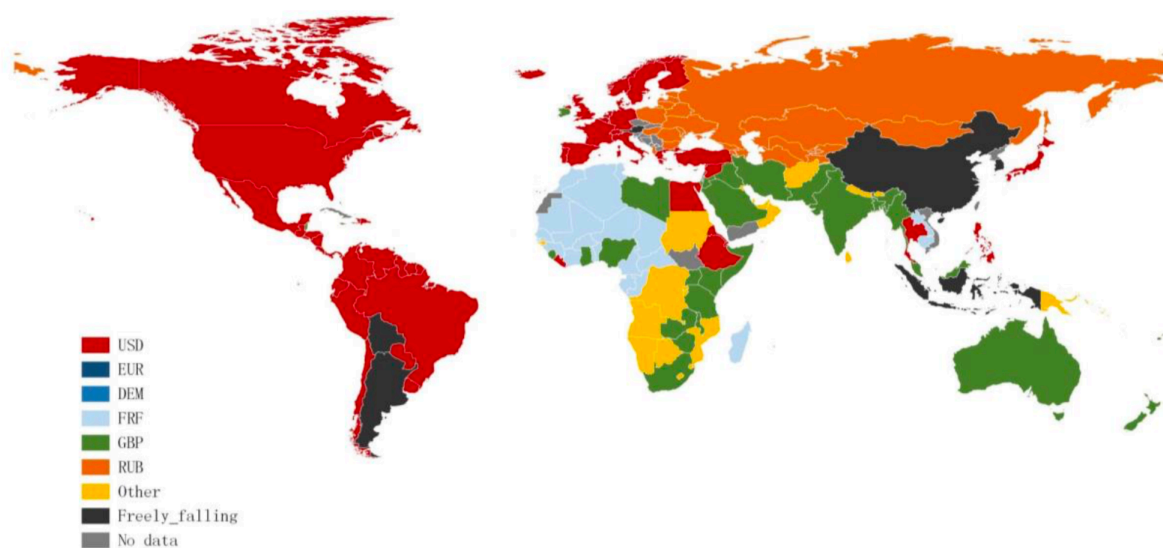 USD
EUR
DEM
FRF
GBP
RUB
Other
Freely_falling
No data